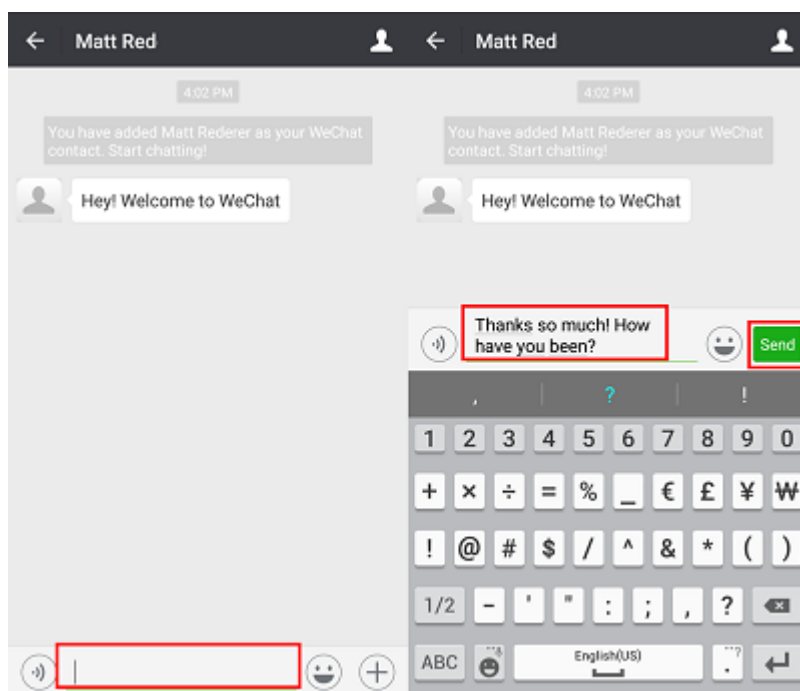 Matt Red
4:02 PM
You have added Matt Rederer as your WeChat
contact. Start chatting!
Hey! Welcome to WeChat
Matt Red
4:02 PM
You have added Matt Rederer as your WeChat
contact. Start chatting!
Hey! Welcome to WeChat
Thanks so much! How
have you been?
Send
, ? !
1 2 3 4 5 6 7 8 9 0
+ × ÷ = % _ € £ ¥ ₩
! @ # $ / ^ & * ( )
1/2 - ' " : ; , ?
ABC English(US) .